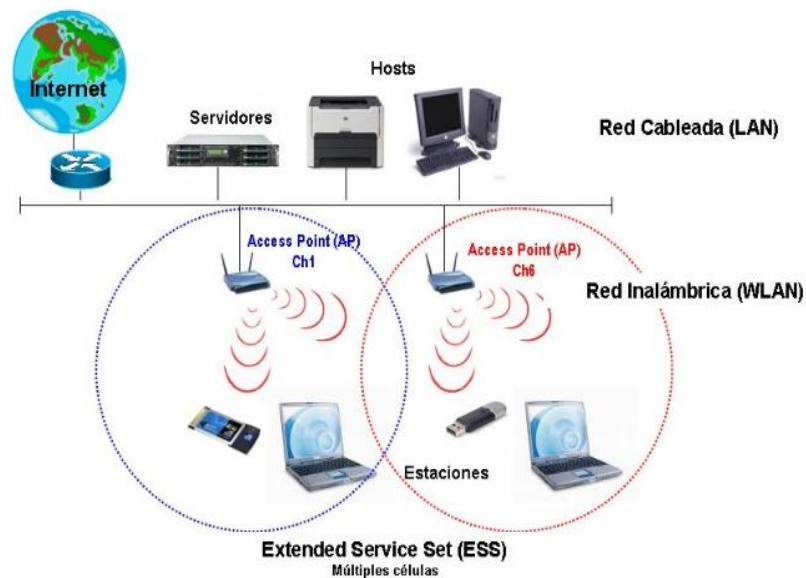 Internet
Servidores
Hosts
Red Cableada (LAN)
Access Point (AP)
Ch1
Access Point (AP)
Ch6
Red Inalámbrica (WLAN)
Estaciones
Extended Service Set (ESS)
Múltiples células